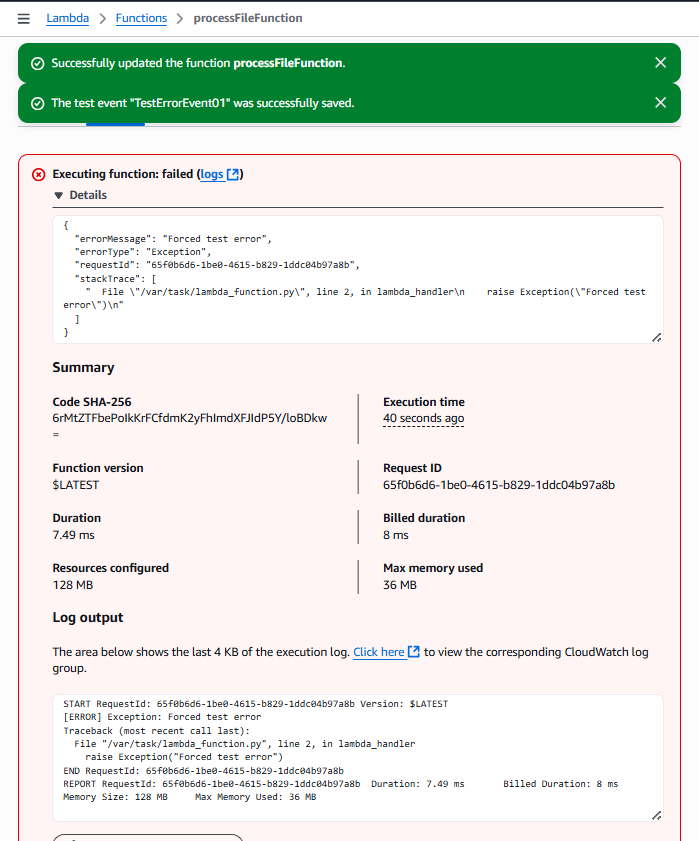 Lambda > Functions > processFileFunction
Successfully updated the function processFileFunction.
The test event "TestErrorEvent01" was successfully saved.
Executing function: failed (logs)
Details
{
  "errorMessage": "Forced test error",
  "errorType": "Exception",
  "requestId": "65f0b6d6-1be0-4615-b829-1ddc04b97a8b",
  "stackTrace": [
    "  File \"/var/task/lambda_function.py\", line 2, in lambda_handler\n    raise Exception(\"Forced test
error\")\n"
  ]
}
Summary
Code SHA-256
6rMtZTFbePoIkKrFCfdmK2yFhImdXFJIdP5Y/loBDkw
=
Execution time
40 seconds ago
Function version
$LATEST
Request ID
65f0b6d6-1be0-4615-b829-1ddc04b97a8b
Duration
7.49 ms
Billed duration
8 ms
Resources configured
128 MB
Max memory used
36 MB
Log output
The area below shows the last 4 KB of the execution log. Click here to view the corresponding CloudWatch log
group.
START RequestId: 65f0b6d6-1be0-4615-b829-1ddc04b97a8b Version: $LATEST
[ERROR] Exception: Forced test error
Traceback (most recent call last):
  File "/var/task/lambda_function.py", line 2, in lambda_handler
    raise Exception("Forced test error")
END RequestId: 65f0b6d6-1be0-4615-b829-1ddc04b97a8b
REPORT RequestId: 65f0b6d6-1be0-4615-b829-1ddc04b97a8b  Duration: 7.49 ms  Billed Duration: 8 ms
Memory Size: 128 MB  Max Memory Used: 36 MB